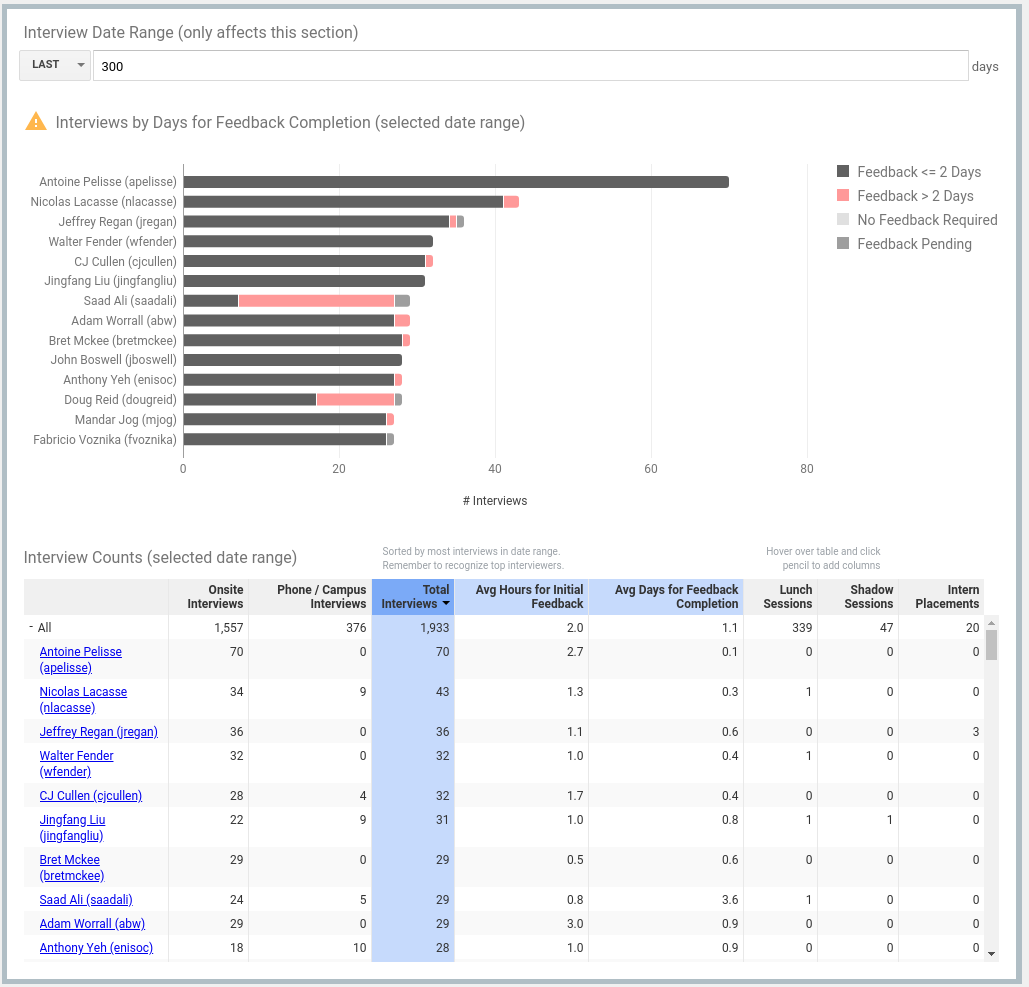 Interview Date Range (only affects this section)
LAST 300 days
Interviews by Days for Feedback Completion (selected date range)
Antoine Pelisse (apelisse)
Nicolas Lacasse (nlacasse)
Jeffrey Regan (jregan)
Walter Fender (wfender)
CJ Cullen (cjcullen)
Jingfang Liu (jingfangliu)
Saad Ali (saadali)
Adam Worrall (abw)
Bret Mckee (bretmckee)
John Boswell (jboswell)
Anthony Yeh (enisoc)
Doug Reid (dougreid)
Mandar Jog (mjog)
Fabricio Voznika (fvoznika)
0 20 40 60 80
# Interviews
Feedback <= 2 Days
Feedback > 2 Days
No Feedback Required
Feedback Pending
Interview Counts (selected date range)
Sorted by most interviews in date range.
Remember to recognize top interviewers.
Hover over table and click
pencil to add columns
Onsite Phone / Campus Total Avg Hours for Initial Avg Days for Feedback Lunch Shadow Intern
Interviews Interviews Interviews Feedback Completion Sessions Sessions Placements
- All 1,557 376 1,933 2.0 1.1 339 47 20
Antoine Pelisse 70 0 70 2.7 0.1 0 0 0
(apelisse)
Nicolas Lacasse 34 9 43 1.3 0.3 1 0 0
(nlacasse)
Jeffrey Regan (jregan) 36 0 36 1.1 0.6 0 0 3
Walter Fender 32 0 32 1.0 0.4 1 0 0
(wfender)
CJ Cullen (cjcullen) 28 4 32 1.7 0.4 0 0 0
Jingfang Liu 22 9 31 1.0 0.8 1 1 0
(jingfangliu)
Bret Mckee 29 0 29 0.5 0.6 0 0 0
(bretmckee)
Saad Ali (saadali) 24 5 29 0.8 3.6 1 0 0
Adam Worrall (abw) 29 0 29 3.0 0.9 0 0 0
Anthony Yeh (enisoc) 18 10 28 1.0 0.9 0 0 0